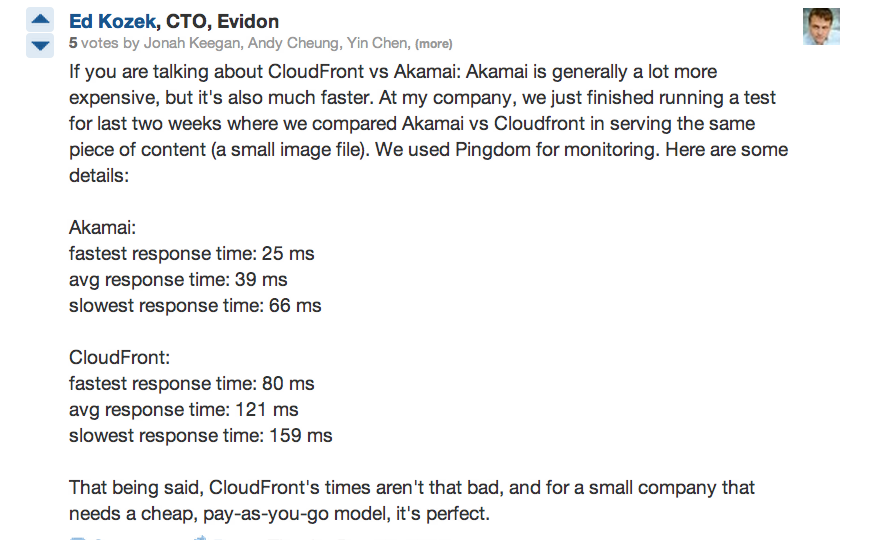 Ed Kozek, CTO, Evidon
5 votes by Jonah Keegan, Andy Cheung, Yin Chen, (more)
If you are talking about CloudFront vs Akamai: Akamai is generally a lot more
expensive, but it's also much faster. At my company, we just finished running a test
for last two weeks where we compared Akamai vs Cloudfront in serving the same
piece of content (a small image file). We used Pingdom for monitoring. Here are some
details:
Akamai:
fastest response time: 25 ms
avg response time: 39 ms
slowest response time: 66 ms
CloudFront:
fastest response time: 80 ms
avg response time: 121 ms
slowest response time: 159 ms
That being said, CloudFront's times aren't that bad, and for a small company that
needs a cheap, pay-as-you-go model, it's perfect.